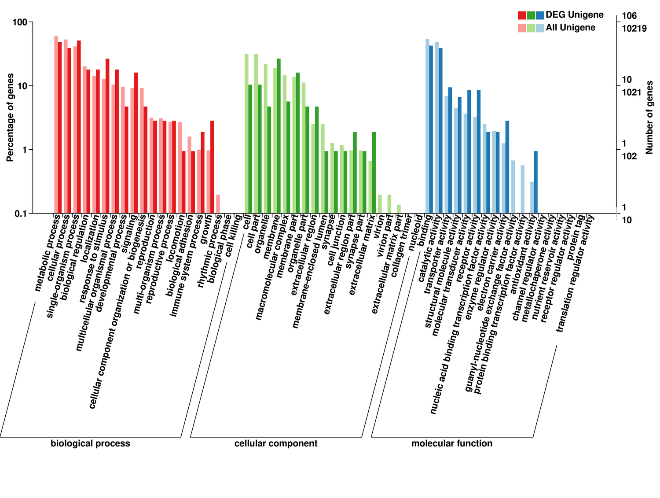 DEG Unigene
All Unigene
Percentage of genes
100
10
1
0.1
Number of genes
106
10219
10
1021
1
102
1
10
metabolic process
cellular process
single-organism process
biological regulation
localization
response to stimulus
multicellular organismal process
developmental process
signaling
cellular component organization or biogenesis
reproduction
multi-organism process
reproductive process
locomotion
biological adhesion
immune system process
growth
rhythmic process
biological phase
cell killing
cell
cell part
organelle
membrane
macromolecular complex
membrane part
organelle part
extracellular region
membrane-enclosed lumen
synapse
cell junction
extracellular region part
synapse part
extracellular matrix
virion
virion part
extracellular matrix part
collagen trimer
nucleoid
binding
catalytic activity
transporter activity
structural molecule activity
molecular transducer activity
receptor activity
nucleic acid binding transcription factor activity
enzyme regulator activity
electron carrier activity
guanyl-nucleotide exchange factor activity
protein binding transcription factor activity
antioxidant activity
channel regulator activity
metallochaperone activity
nutrient reservoir activity
receptor regulator activity
protein tag
translation regulator activity
biological process
cellular component
molecular function